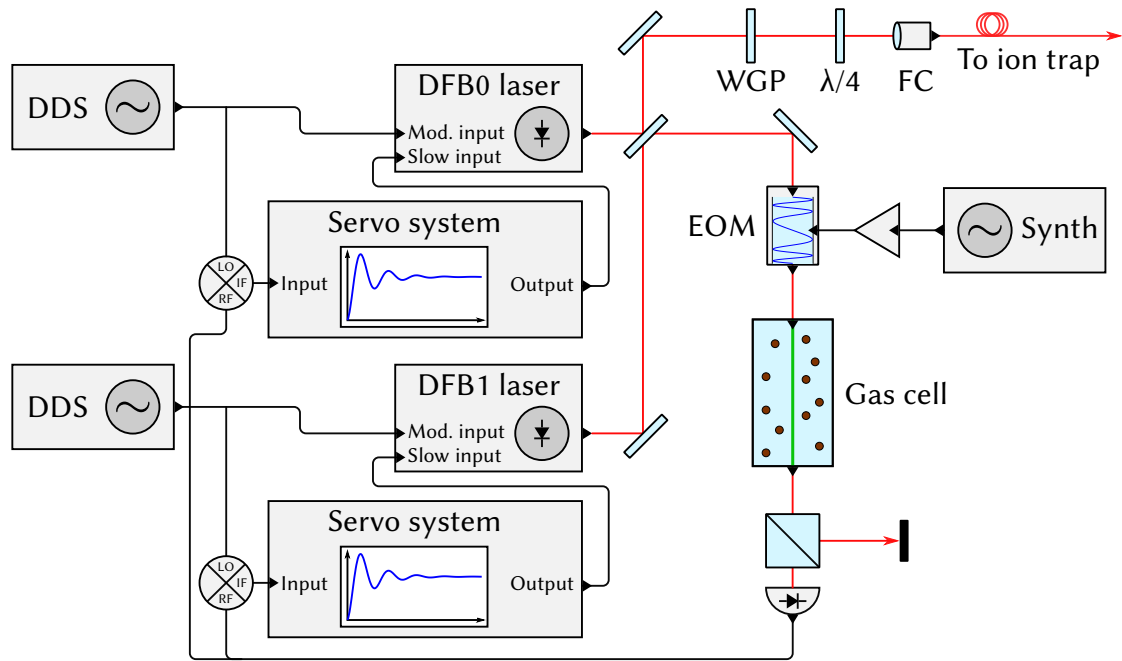 WGP
λ/4
FC
To ion trap
DDS
DFB0 laser
Mod. input
Slow input
Servo system
Input
Output
LO
IF
RF
EOM
Synth
DDS
DFB1 laser
Mod. input
Slow input
Gas cell
Servo system
Input
Output
LO
IF
RF